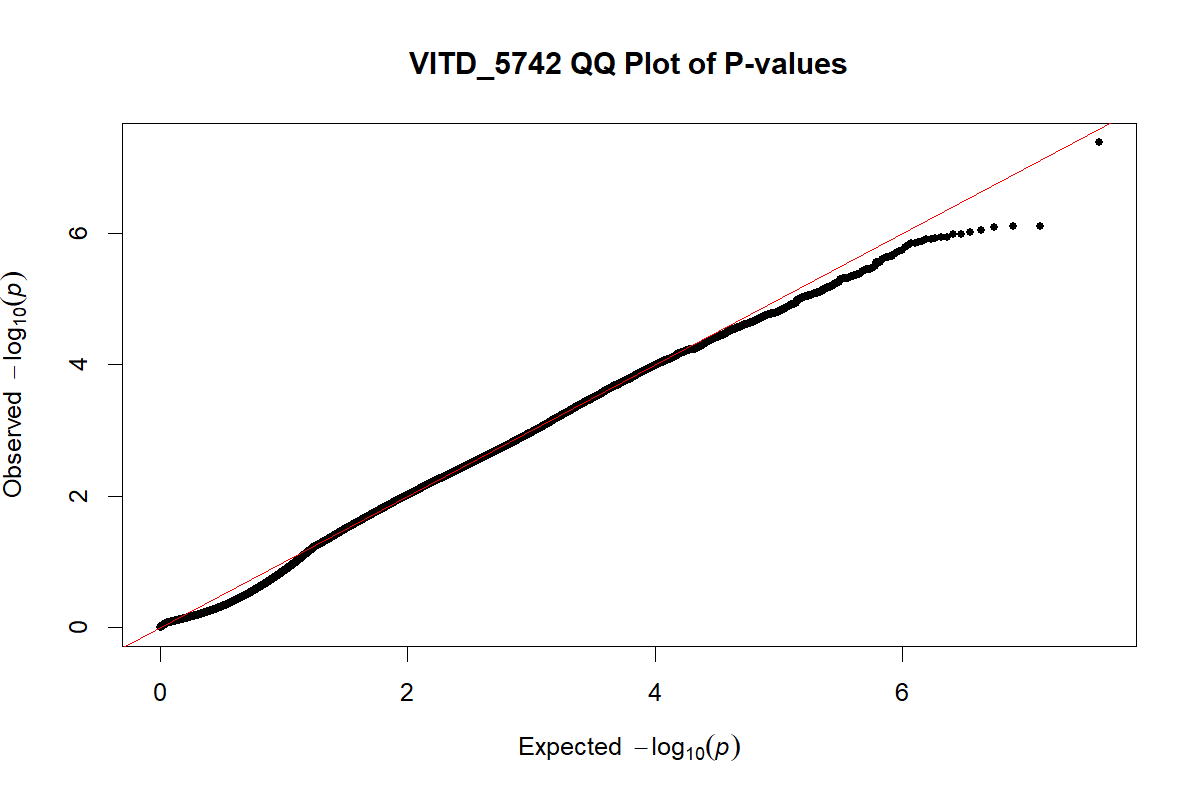 VITD_5742 QQ Plot of P-values
Observed −log₁₀(p)
6
4
2
0
0 2 4 6
Expected −log₁₀(p)